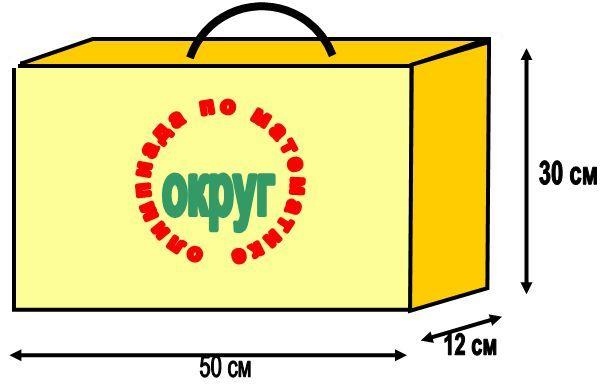 олимпиада по математике
округ
30 см
12 см
50 см